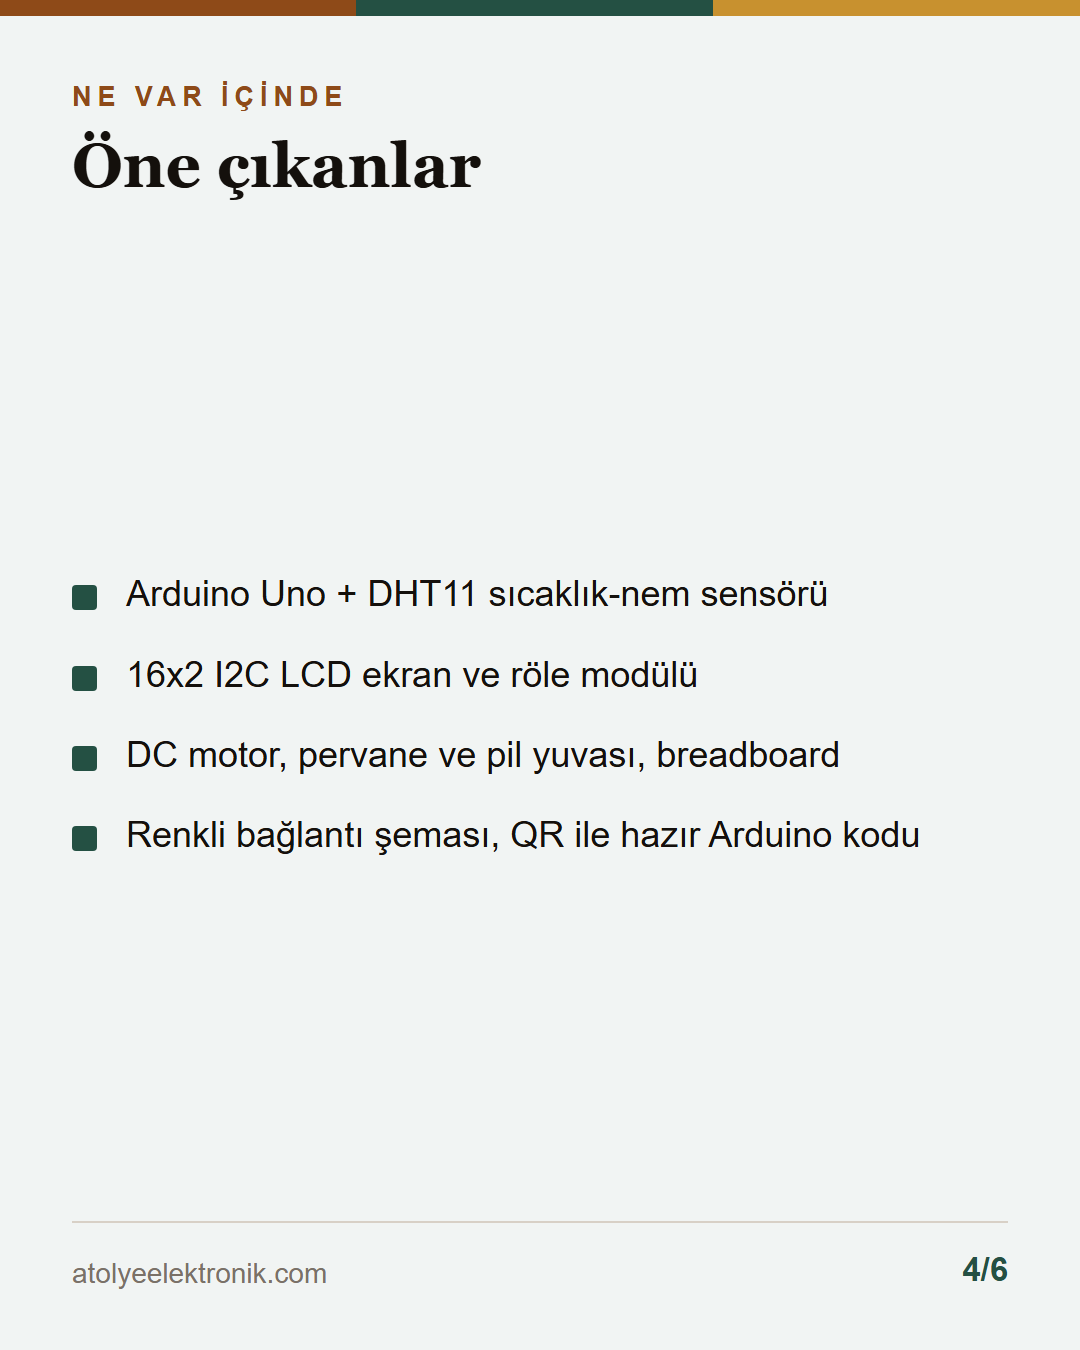 NE VAR İÇİNDE
Öne çıkanlar
Arduino Uno + DHT11 sıcaklık-nem sensörü
16x2 I2C LCD ekran ve röle modülü
DC motor, pervane ve pil yuvası, breadboard
Renkli bağlantı şeması, QR ile hazır Arduino kodu
atolyeelektronik.com
4/6